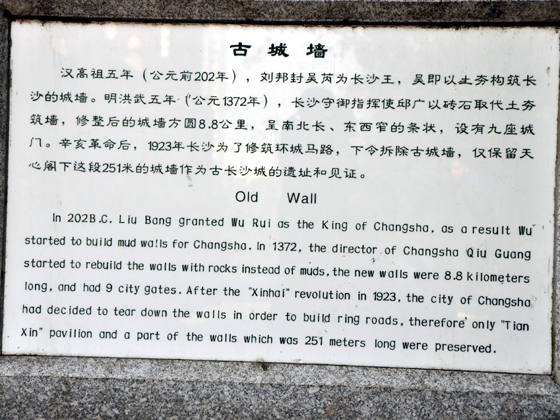 古城墙
汉高祖五年（公元前202年），刘邦封吴芮为长沙王，吴即以土夯构筑长
沙的城墙。明洪武五年（公元1372年），长沙守御指挥使邱广以砖石取代土夯
筑墙，修整后的城墙方圆8.8公里，呈南北长、东西窄的条状，设有九座城
门。辛亥革命后，1923年长沙为了修筑环城马路，下令拆除古城墙，仅保留天
心阁下这段251米的城墙作为古长沙城的遗址和见证。
Old Wall
In 202B.C. Liu Bang granted Wu Rui as the King of Changsha, as a result Wu
started to build mud walls for Changsha. In 1372, the director of Changsha Qiu Guang
started to rebuild the walls with rocks instead of muds, the new walls were 8.8 kilometers
long, and had 9 city gates. After the "Xinhai" revolution in 1923, the city of Changsha
had decided to tear down the walls in order to build ring roads, therefore only "Tian
Xin" pavilion and a part of the walls which was 251 meters long were preserved.